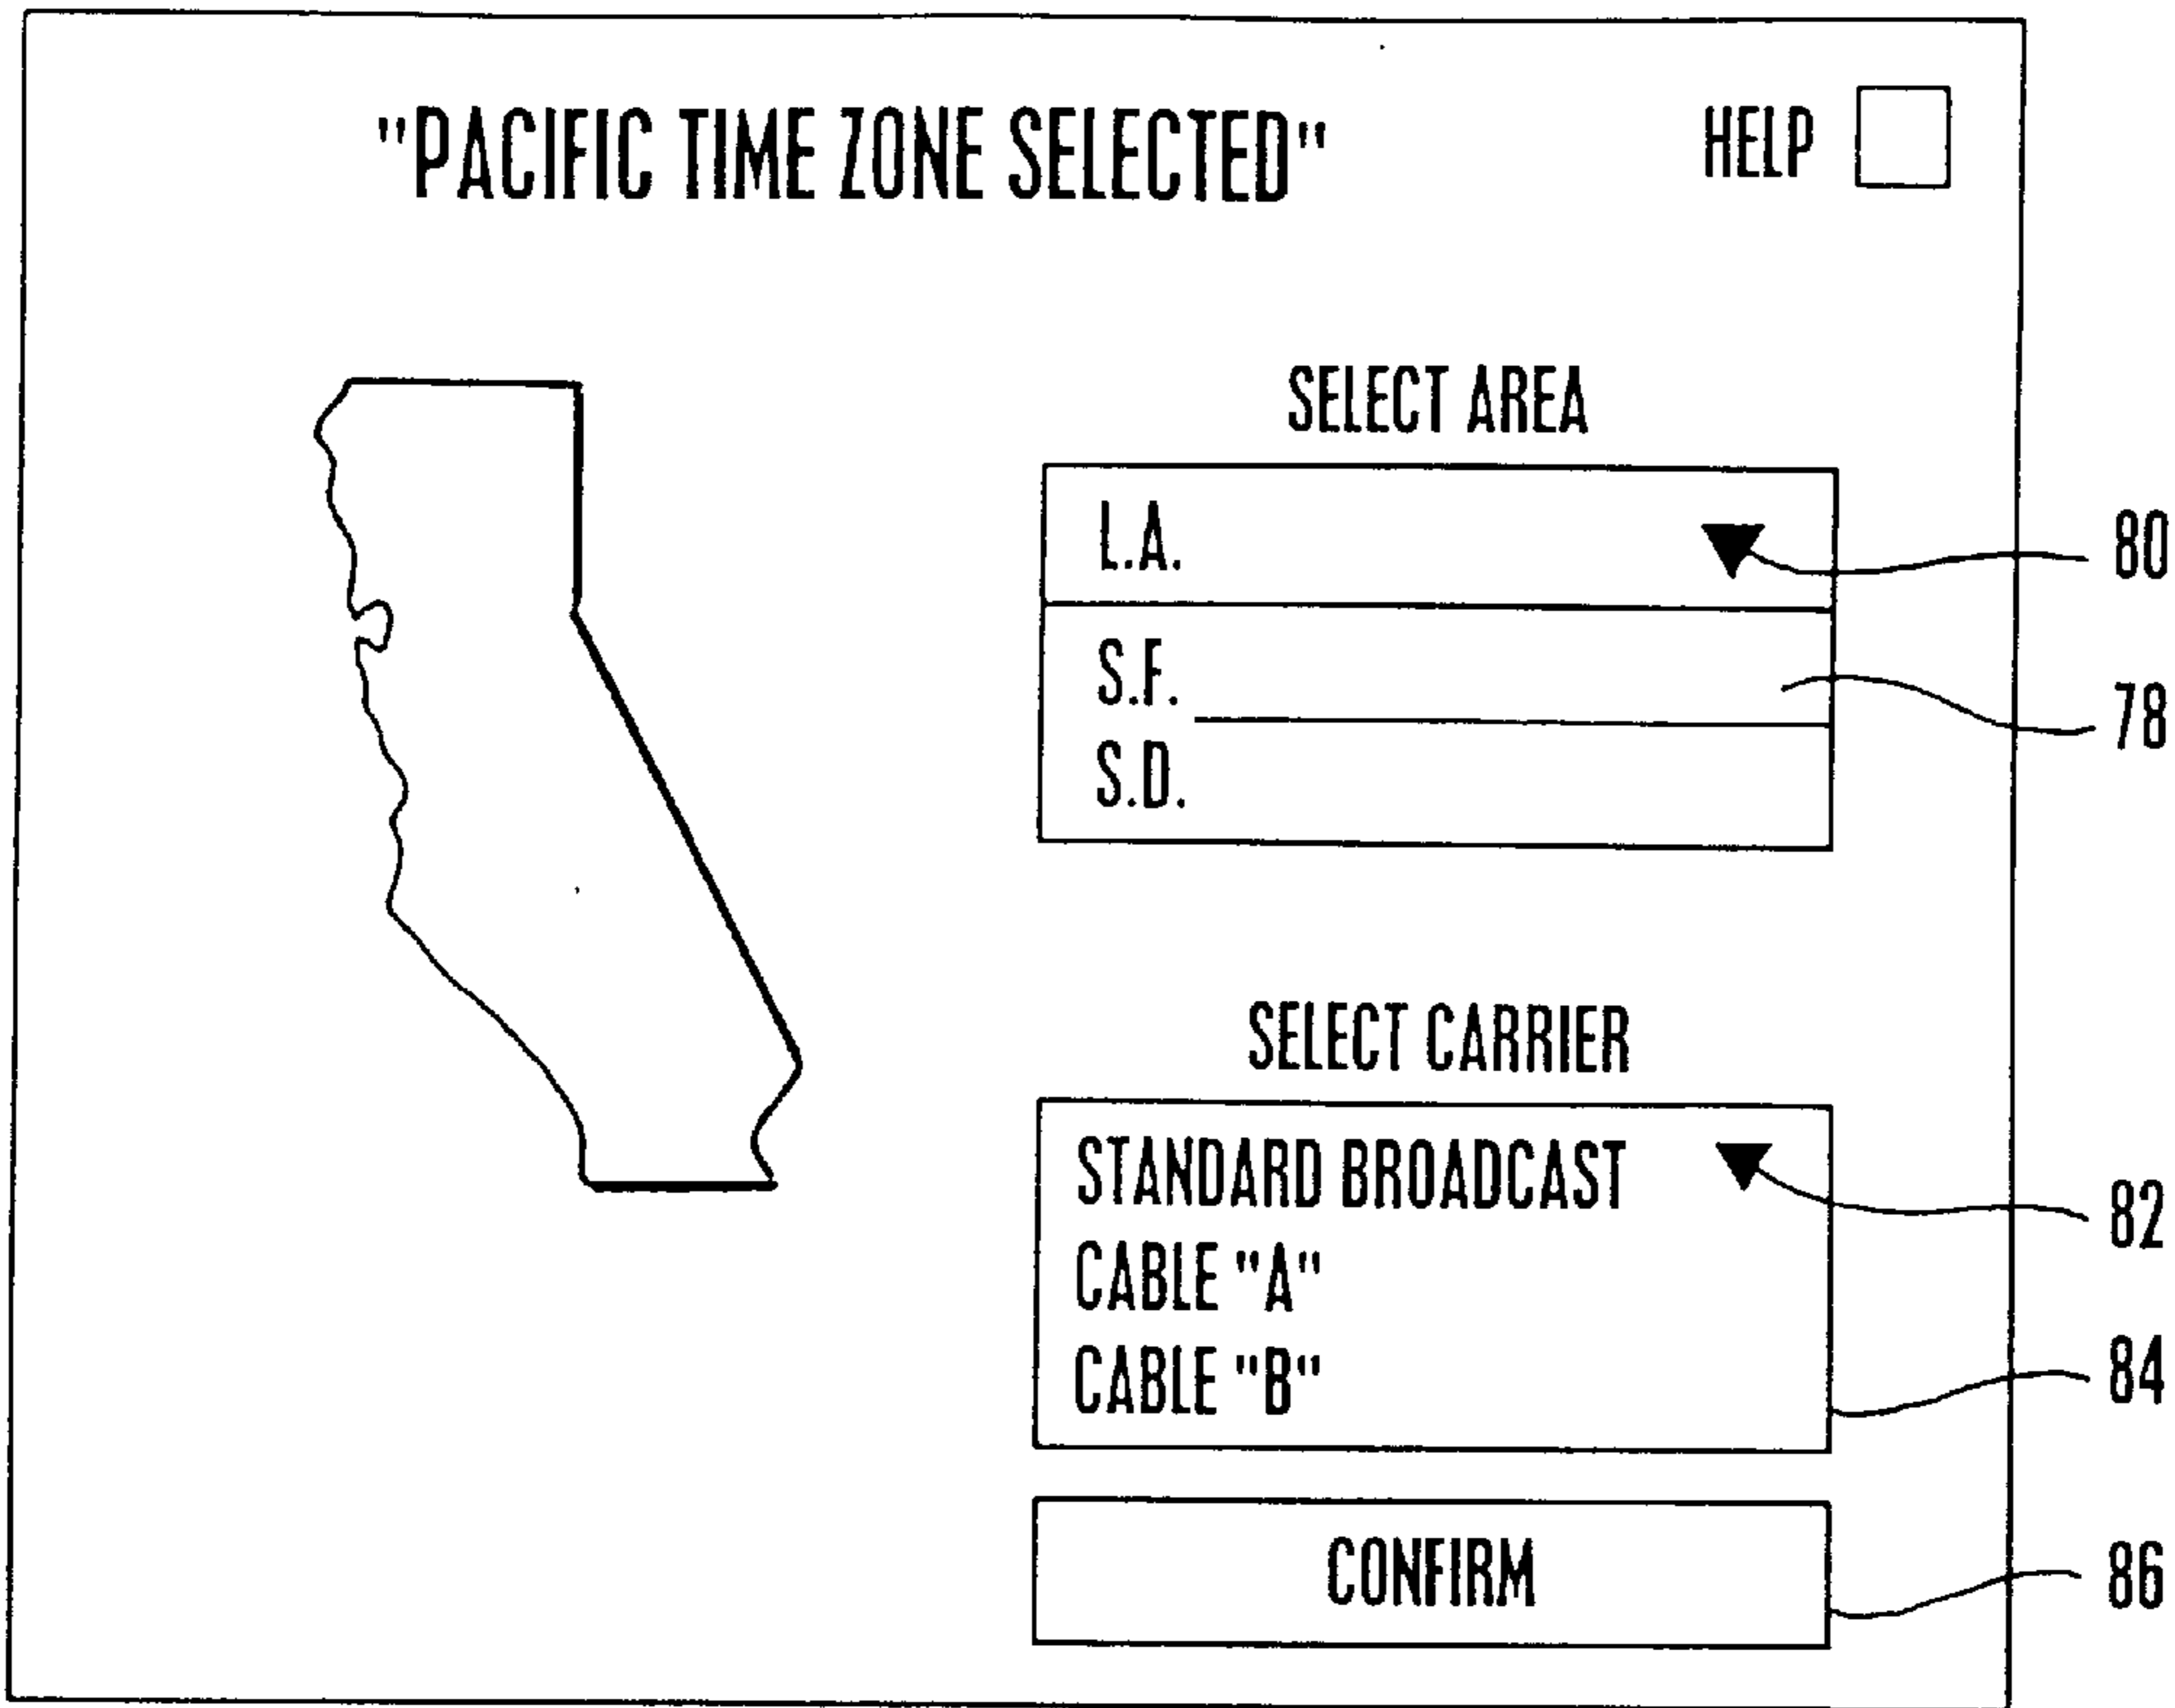 "PACIFIC TIME ZONE SELECTED"
HELP
SELECT AREA
L.A.
80
S.F.
78
S.D.
SELECT CARRIER
STANDARD BROADCAST
82
CABLE "A"
CABLE "B"
84
CONFIRM
86